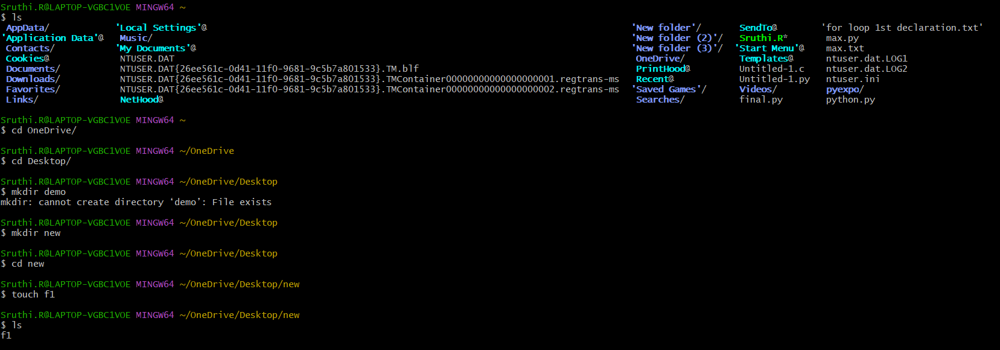 Sruthi.R@LAPTOP-VGBC1VOE MINGW64 ~
$ ls
 AppData/            'Local Settings'@                                                                              'New folder'/       SendTo@        'for loop 1st declaration.txt'
'Application Data'@   Music/                                                                                        'New folder (2)'/   Sruthi.R*       max.py
 Contacts/           'My Documents'@                                                                                'New folder (3)'/  'Start Menu'@    max.txt
 Cookies@             NTUSER.DAT                                                                                     OneDrive/          Templates@      ntuser.dat.LOG1
 Documents/           NTUSER.DAT{26ee561c-0d41-11f0-9681-9c5b7a801533}.TM.blf                                        PrintHood@         Untitled-1.c    ntuser.dat.LOG2
 Downloads/           NTUSER.DAT{26ee561c-0d41-11f0-9681-9c5b7a801533}.TMContainer00000000000000000001.regtrans-ms   Recent@            Untitled-1.py   ntuser.ini
 Favorites/           NTUSER.DAT{26ee561c-0d41-11f0-9681-9c5b7a801533}.TMContainer00000000000000000002.regtrans-ms  'Saved Games'/      Videos/         pyexpo/
 Links/               NetHood@                                                                                       Searches/          final.py        python.py

Sruthi.R@LAPTOP-VGBC1VOE MINGW64 ~
$ cd OneDrive/

Sruthi.R@LAPTOP-VGBC1VOE MINGW64 ~/OneDrive
$ cd Desktop/

Sruthi.R@LAPTOP-VGBC1VOE MINGW64 ~/OneDrive/Desktop
$ mkdir demo
mkdir: cannot create directory ‘demo’: File exists

Sruthi.R@LAPTOP-VGBC1VOE MINGW64 ~/OneDrive/Desktop
$ mkdir new

Sruthi.R@LAPTOP-VGBC1VOE MINGW64 ~/OneDrive/Desktop
$ cd new

Sruthi.R@LAPTOP-VGBC1VOE MINGW64 ~/OneDrive/Desktop/new
$ touch f1

Sruthi.R@LAPTOP-VGBC1VOE MINGW64 ~/OneDrive/Desktop/new
$ ls
f1